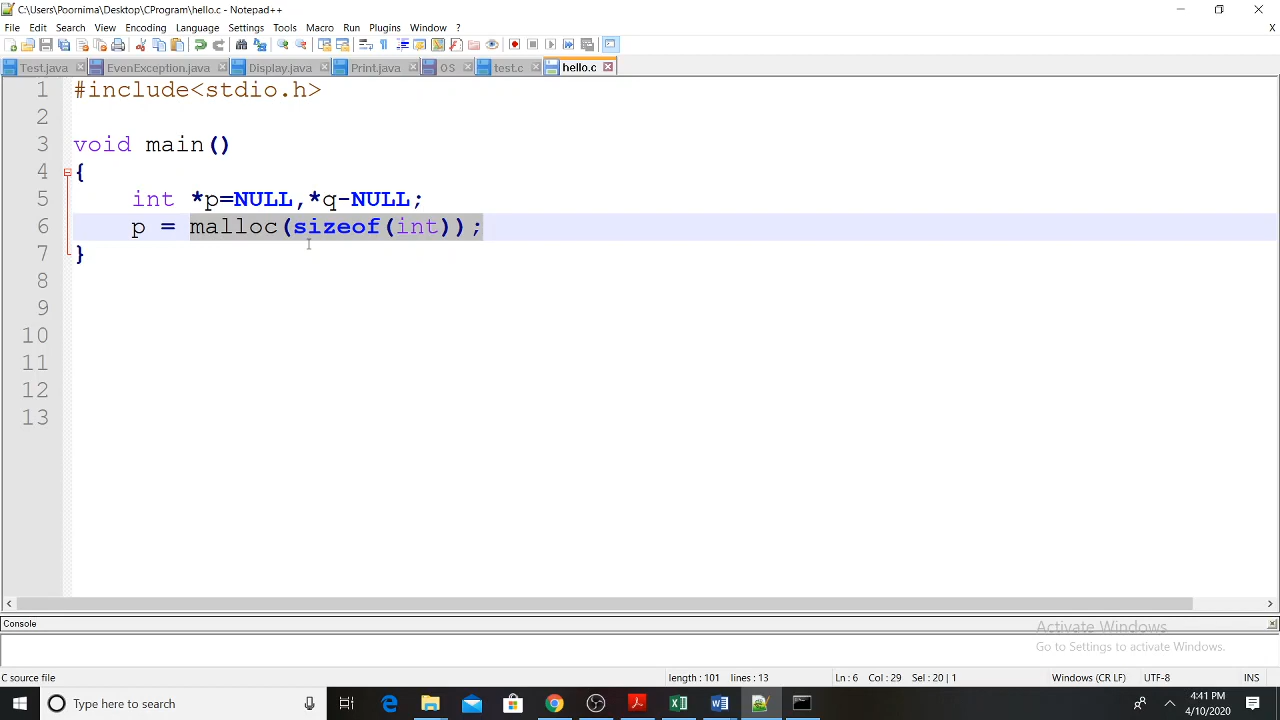 C:\Users\Poornima\Desktop\CProgram\hello.c - Notepad++
File Edit Search View Encoding Language Settings Tools Macro Run Plugins Window ?
X
Test.java EvenException.java Display.java Print.java OS test.c hello.c
1 #include<stdio.h>
2
3 void main()
4 {
5 int *p=NULL,*q-NULL;
6 p = malloc(sizeof(int));
7 }
8
9
10
11
12
13
Console
Activate Windows
Go to Settings to activate Windows.
C source file length : 101 lines : 13 Ln : 6 Col : 29 Sel : 20 | 1 Windows (CR LF) UTF-8 INS
Type here to search
4:41 PM
4/10/2020